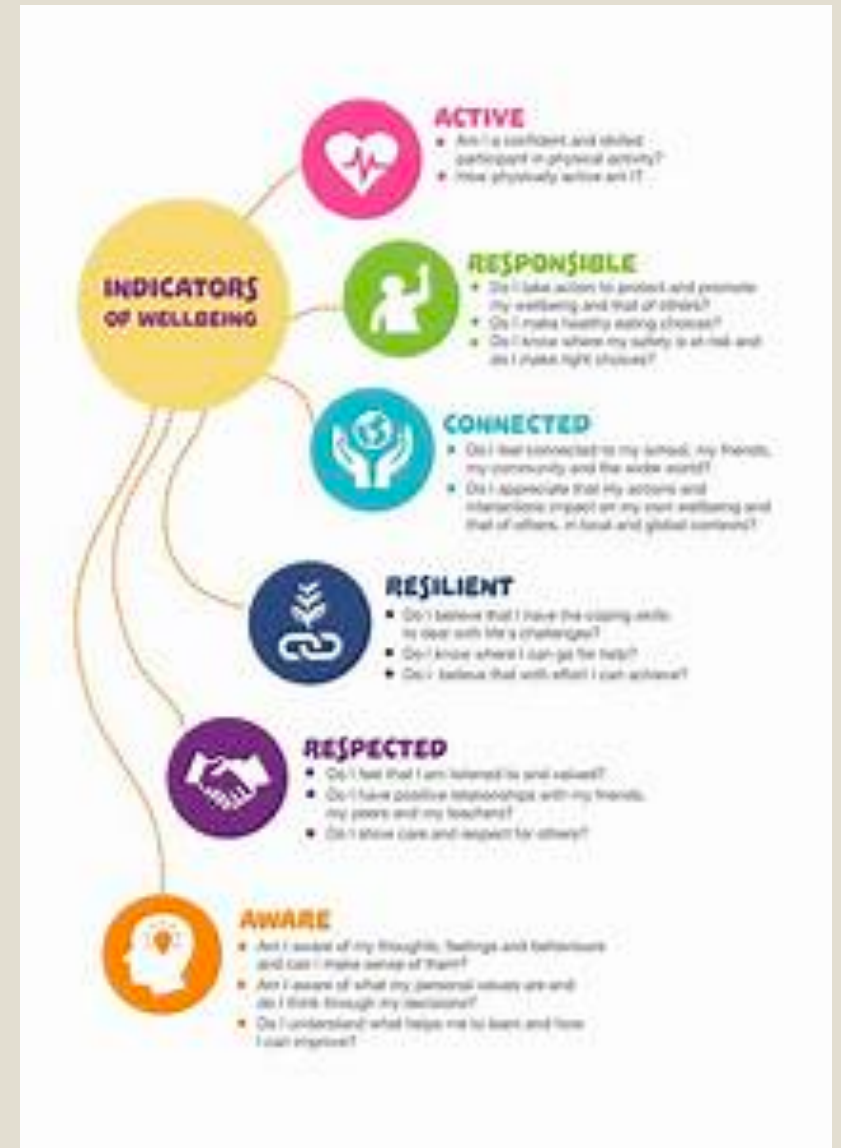 ACTIVE
• Am I a confident and skilled
participant in physical activity?
• How physically active am I?
INDICATORS
OF WELLBEING
RESPONSIBLE
• Do I take action to protect and promote
my wellbeing and that of others?
• Do I make healthy eating choices?
• Do I know where my safety is at risk and
do I make right choices?
CONNECTED
• Do I feel connected to my school, my friends,
my community and the wider world?
• Do I appreciate that my actions and
interactions impact on my own wellbeing and
that of others, in local and global contexts?
RESILIENT
• Do I believe that I have the coping skills
to deal with life's challenges?
• Do I know where I can go for help?
• Do I believe that with effort I can achieve?
RESPECTED
• Do I feel that I am listened to and valued?
• Do I have positive relationships with my friends,
my peers and my teachers?
• Do I show care and respect for others?
AWARE
• Am I aware of my thoughts, feelings and behaviours
and can I make sense of them?
• Am I aware of what my personal values are and
do I think through my decisions?
• Do I understand what helps me to learn and how
I can improve?